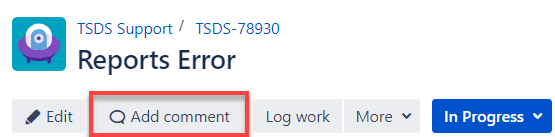 TSDS Support / TSDS-78930
Reports Error
Edit Add comment Log work More In Progress